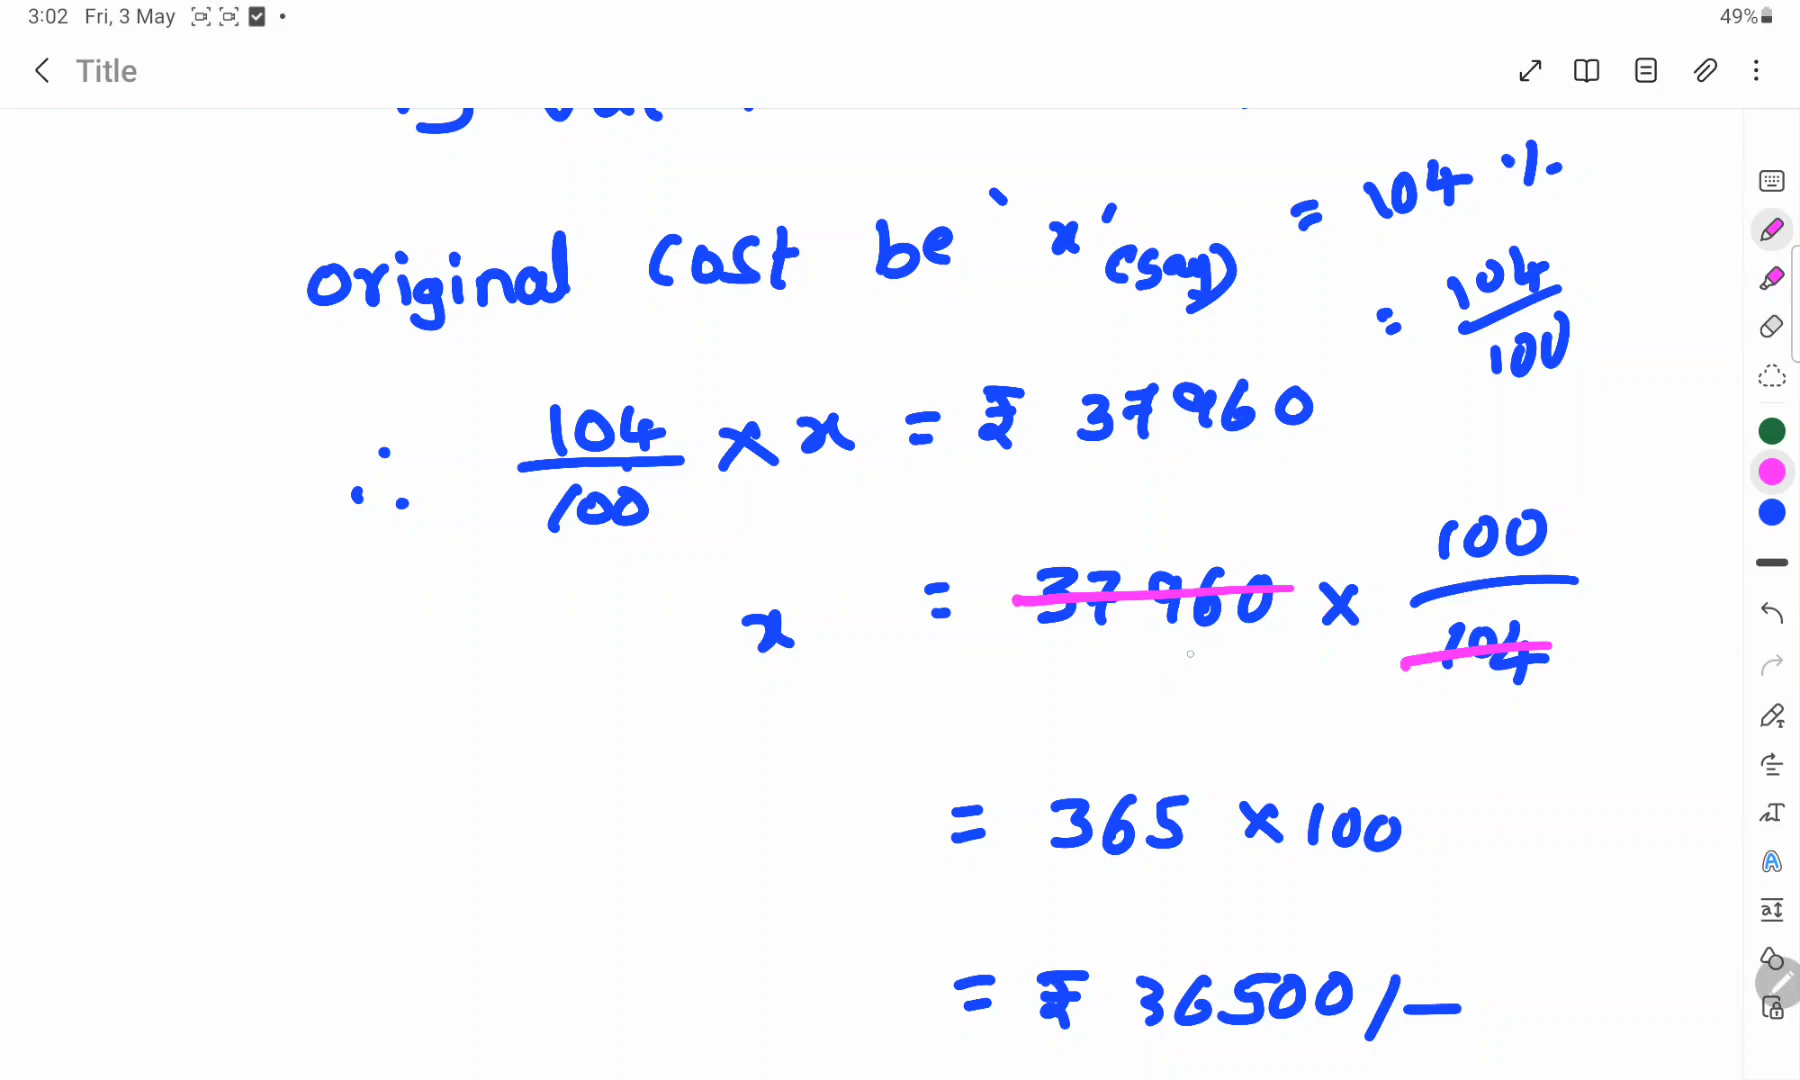 3:02 Fri, 3 May 49%
Title
= 104 %
original cost be 'x' (say)
= 104/100
∴ 104/100 × x = ₹ 37960
x = 37960 × 100/104
= 365 × 100
= ₹ 36500/-